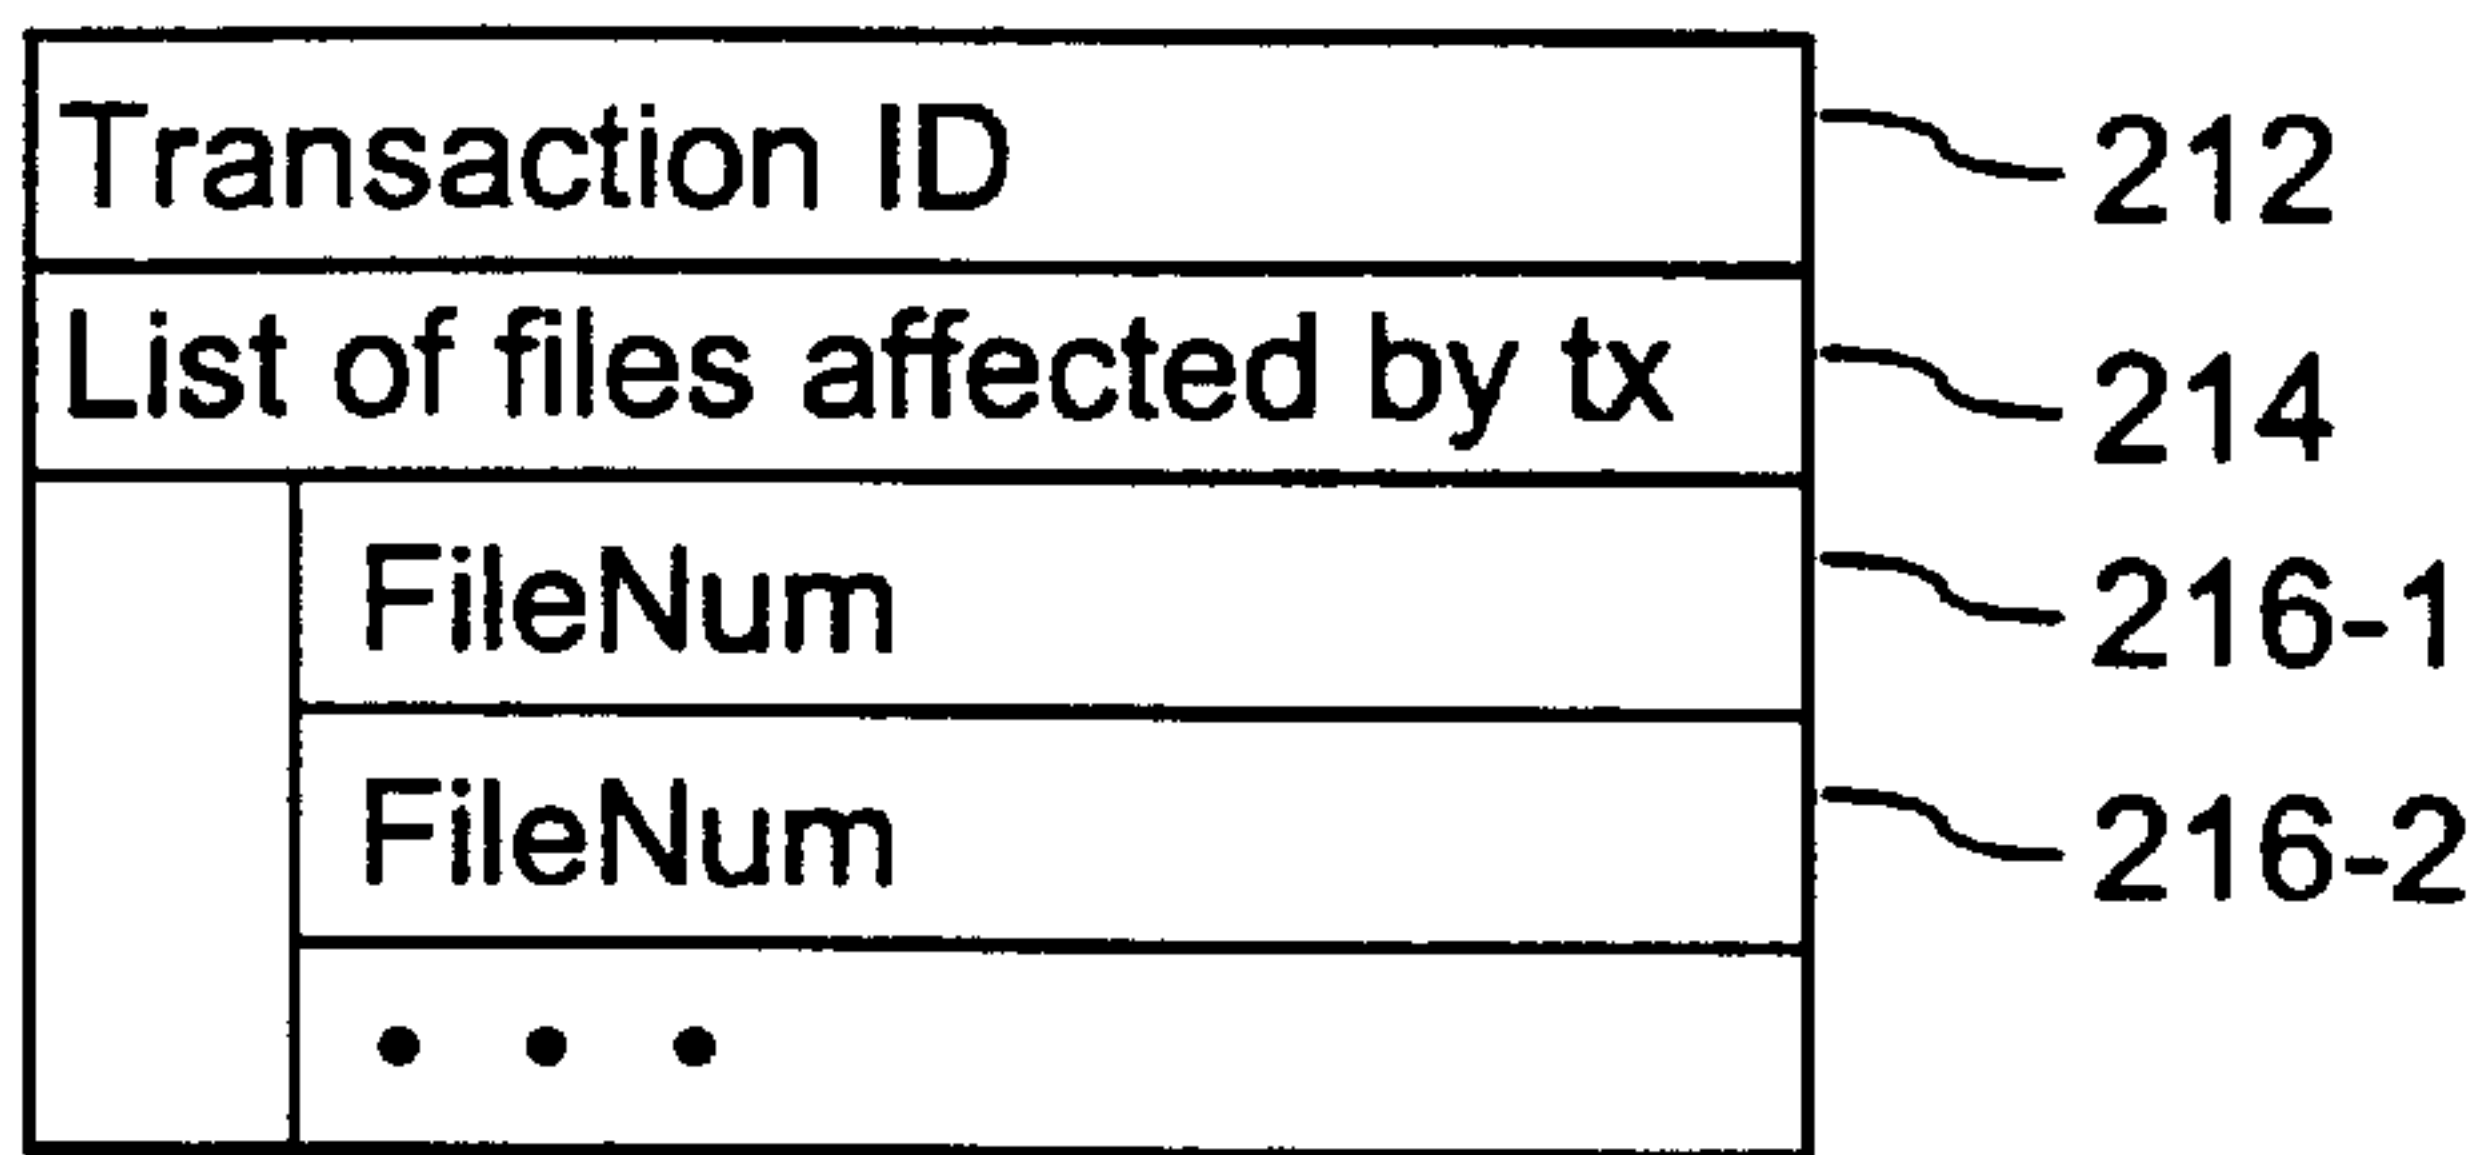 Transaction ID 212
List of files affected by tx 214
FileNum 216-1
FileNum 216-2
• • •